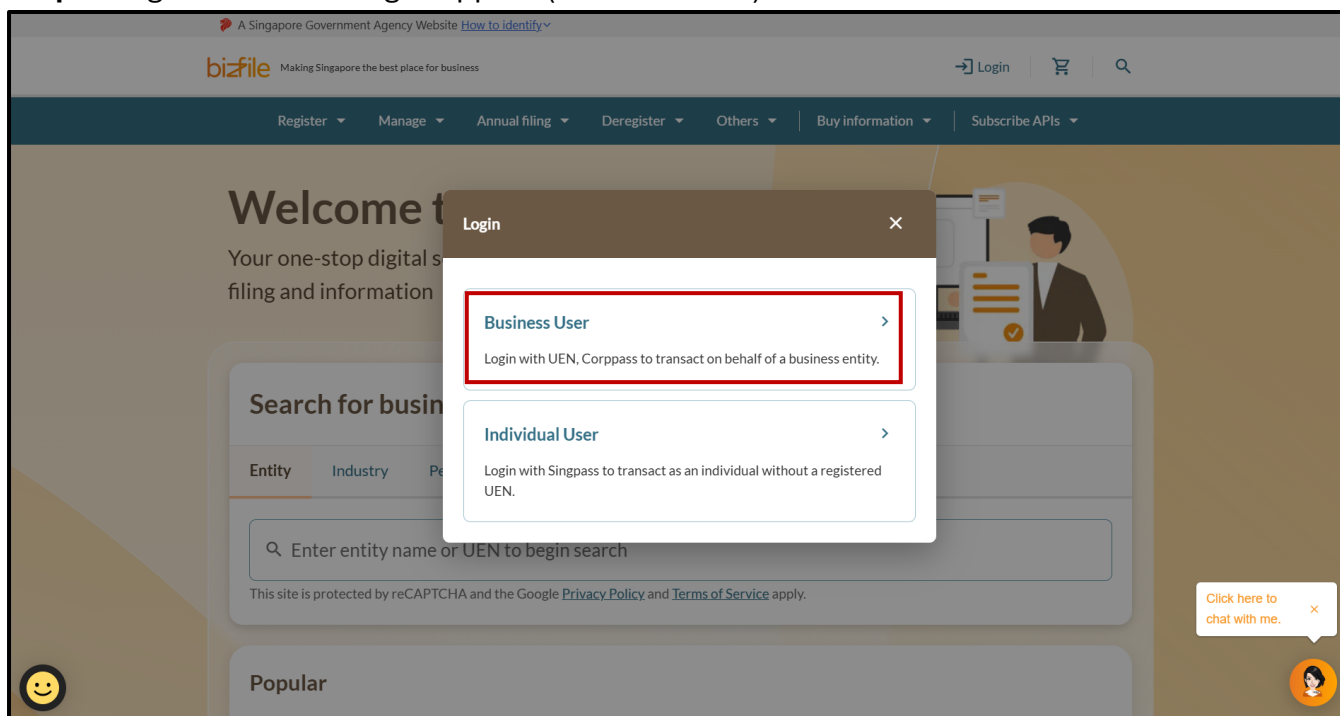 A Singapore Government Agency Website How to identify
bizfile Making Singapore the best place for business
Login
Register Manage Annual filing Deregister Others Buy information Subscribe APIs
Welcome t
Your one-stop digital s
filing and information
Login
Business User
Login with UEN, Corppass to transact on behalf of a business entity.
Individual User
Login with Singpass to transact as an individual without a registered
UEN.
Search for busin
Entity Industry Pe
Enter entity name or UEN to begin search
This site is protected by reCAPTCHA and the Google Privacy Policy and Terms of Service apply.
Click here to
chat with me.
Popular